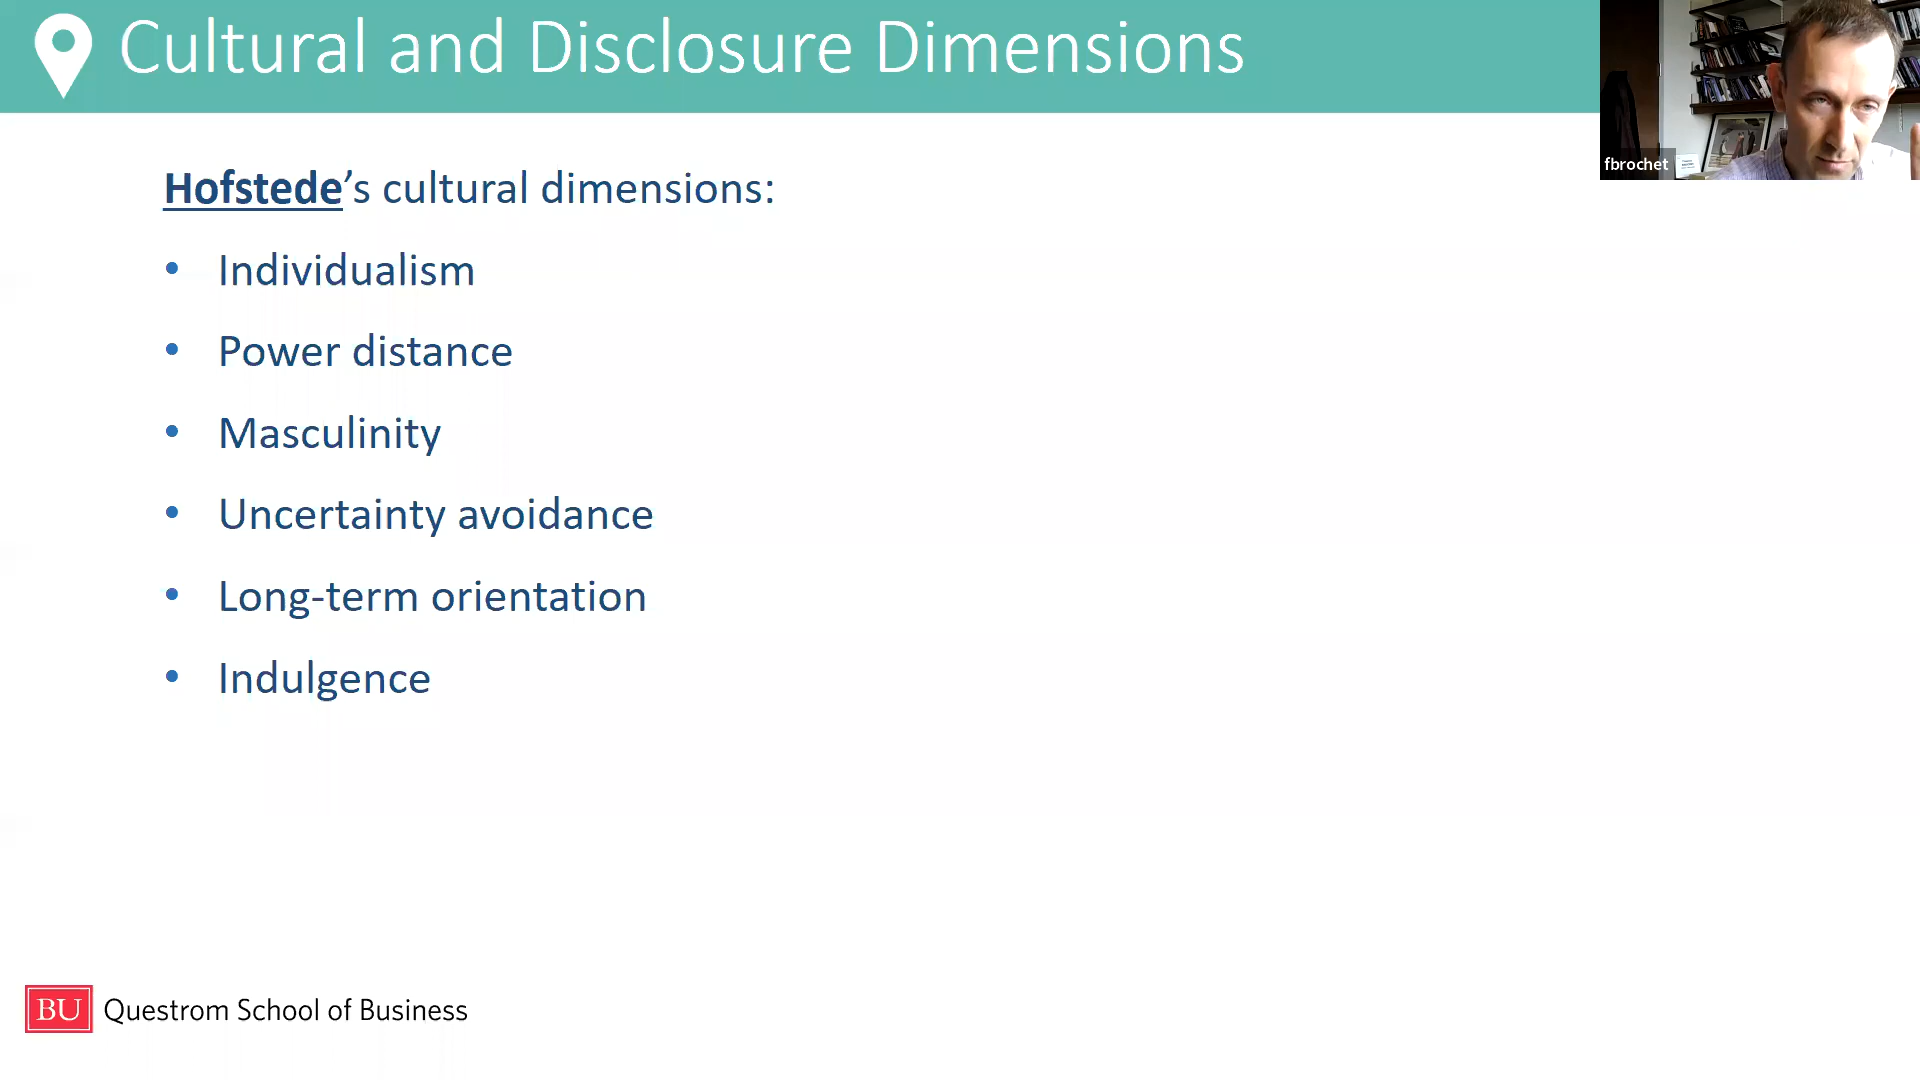 Cultural and Disclosure Dimensions
fbrochet
Hofstede’s cultural dimensions:
• Individualism
• Power distance
• Masculinity
• Uncertainty avoidance
• Long-term orientation
• Indulgence
BU Questrom School of Business